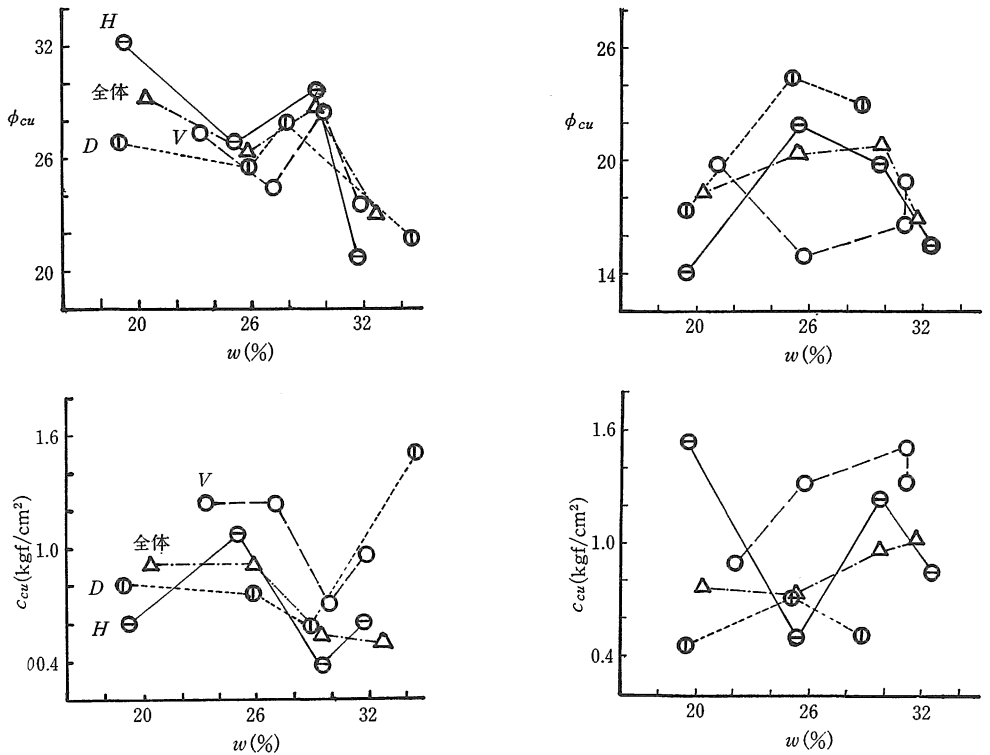 H
32
全体
ϕcu
V
D
26
20
20
26
32
w(%)
26
ϕcu
20
14
20
26
32
w(%)
1.6
V
ccu(kgf/cm²)
1.0
全体
D
H
00.4
20
26
32
w(%)
1.6
ccu(kgf/cm²)
1.0
0.4
20
26
32
w(%)